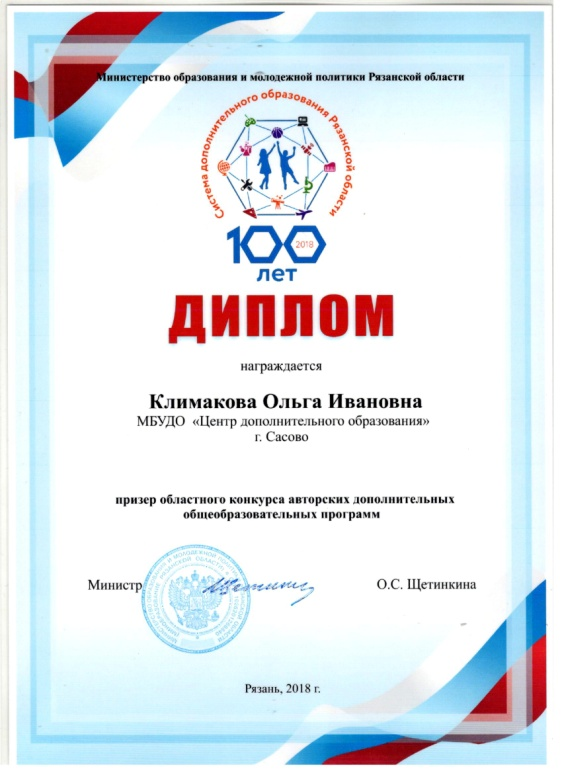 Министерство образования и молодежной политики Рязанской области
Система дополнительного образования Рязанской области
100
2018
лет
ДИПЛОМ
награждается
Климакова Ольга Ивановна
МБУДО «Центр дополнительного образования»
г. Сасово
призер областного конкурса авторских дополнительных
общеобразовательных программ
Министр
О.С. Щетинкина
Рязань, 2018 г.